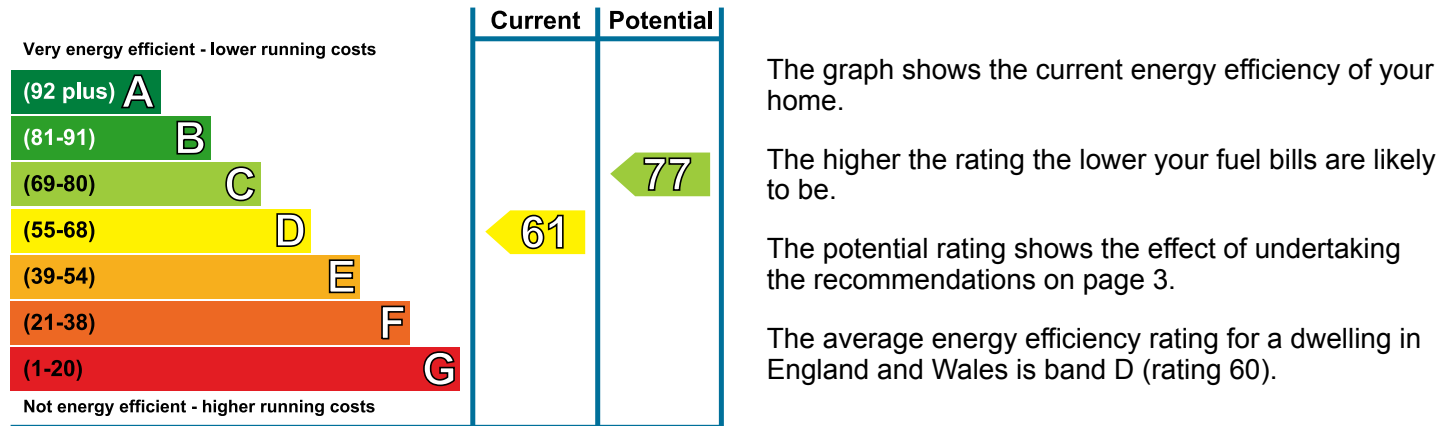 Current Potential
Very energy efficient - lower running costs
(92 plus) A
(81-91) B
(69-80) C
77
(55-68) D
61
(39-54) E
(21-38) F
(1-20) G
Not energy efficient - higher running costs
The graph shows the current energy efficiency of your
home.
The higher the rating the lower your fuel bills are likely
to be.
The potential rating shows the effect of undertaking
the recommendations on page 3.
The average energy efficiency rating for a dwelling in
England and Wales is band D (rating 60).